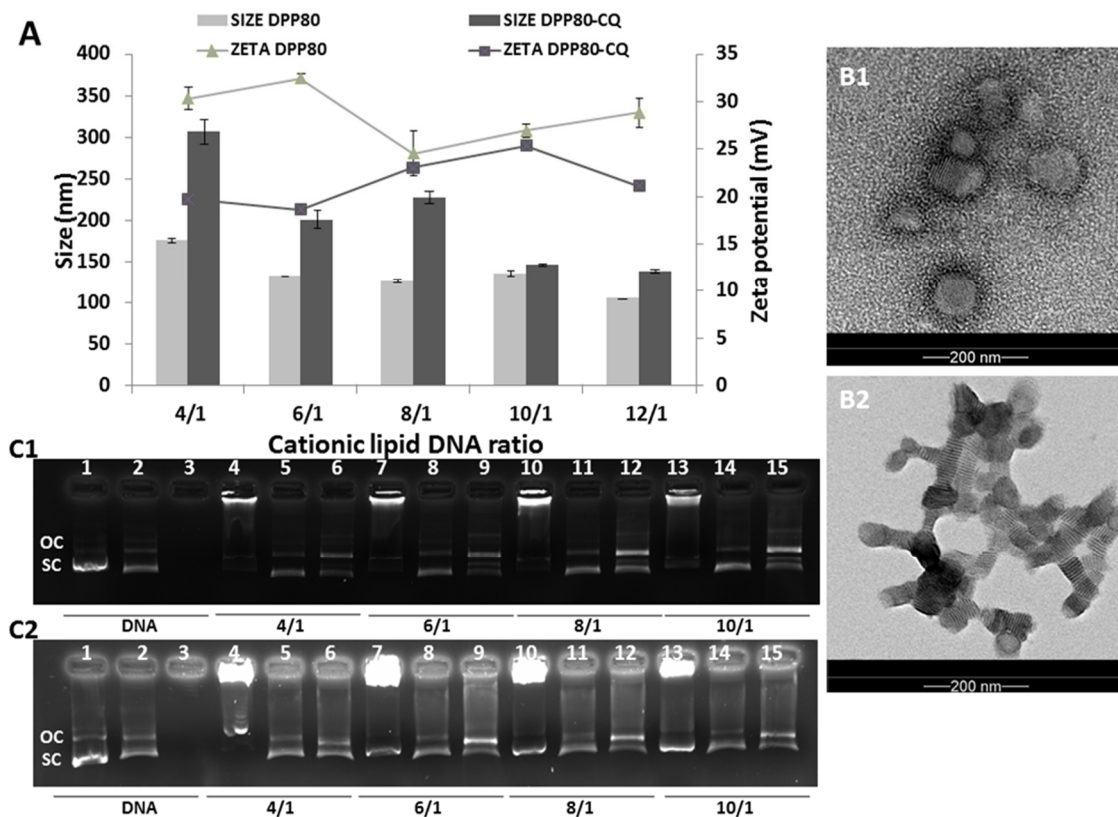 A
SIZE DPP80
SIZE DPP80-CQ
ZETA DPP80
ZETA DPP80-CQ
400
350
300
250
200
150
100
50
0
Size (nm)
35
30
25
20
15
10
5
0
Zeta potential (mV)
4/1 6/1 8/1 10/1 12/1
Cationic lipid DNA ratio
B1
200 nm
B2
200 nm
C1
1 2 3 4 5 6 7 8 9 10 11 12 13 14 15
OC
SC
DNA 4/1 6/1 8/1 10/1
C2
1 2 3 4 5 6 7 8 9 10 11 12 13 14 15
OC
SC
DNA 4/1 6/1 8/1 10/1